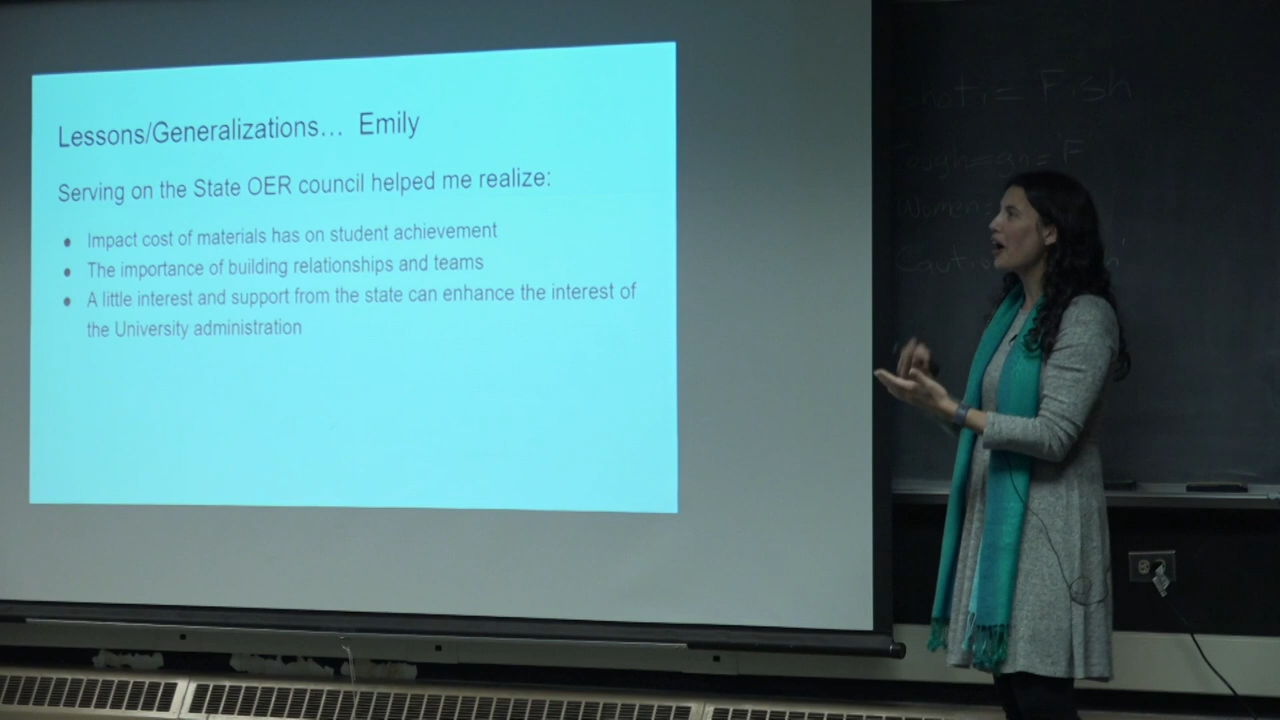 Lessons/Generalizations... Emily
Serving on the State OER council helped me realize:
• Impact cost of materials has on student achievement
• The importance of building relationships and teams
• A little interest and support from the state can enhance the interest of
the University administration
= Fish
= F
Women=